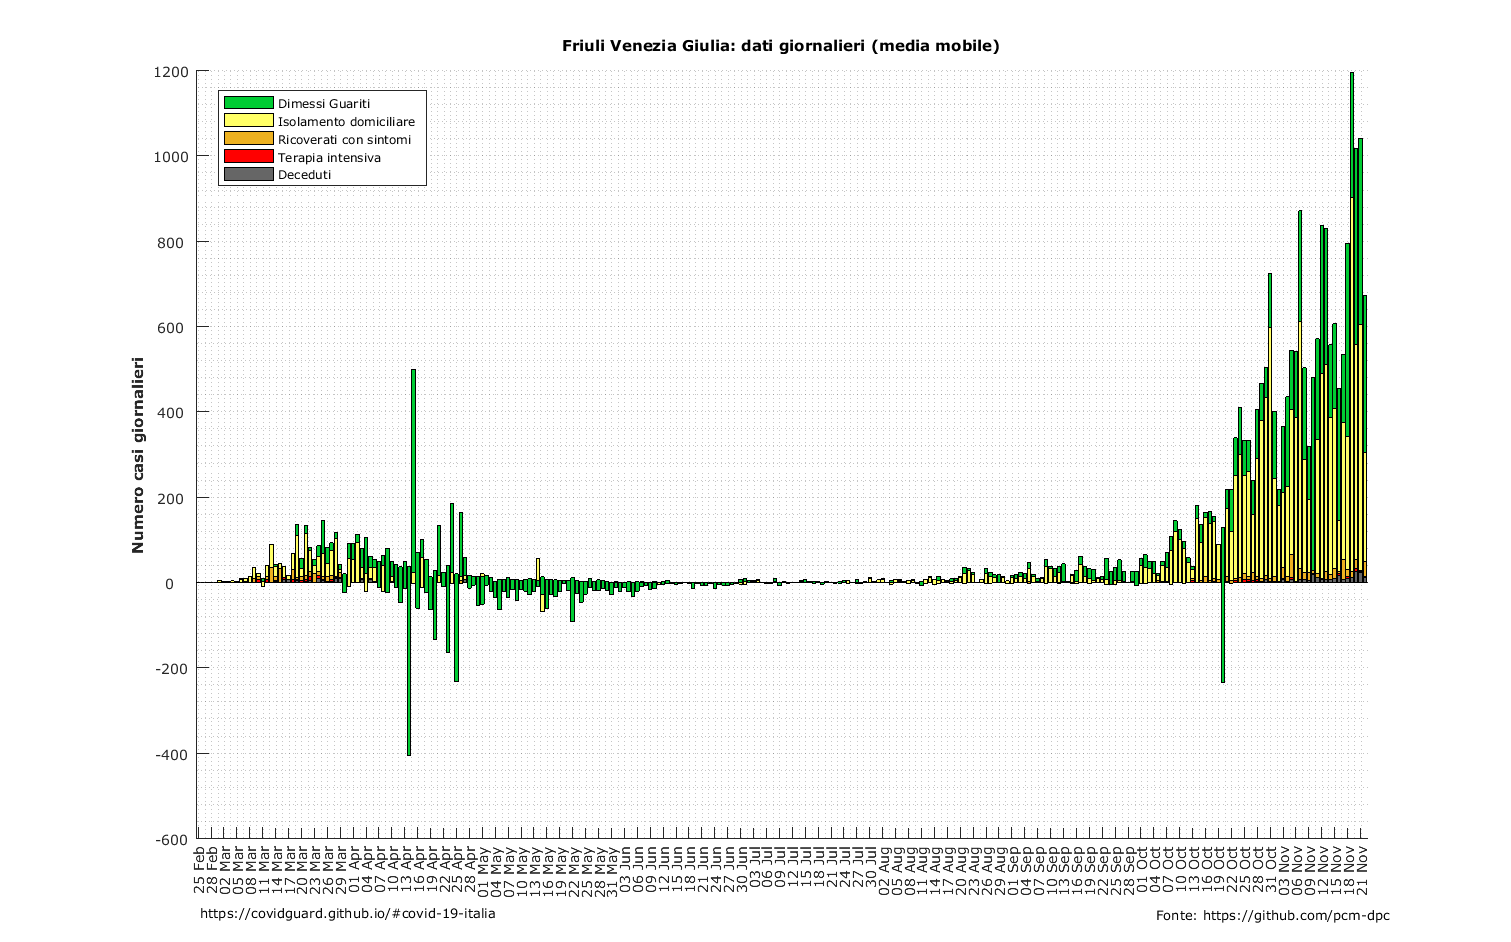 Friuli Venezia Giulia: dati giornalieri (media mobile)
1200
1000
800
600
400
200
0
-200
-400
-600
Numero casi giornalieri
Dimessi Guariti
Isolamento domiciliare
Ricoverati con sintomi
Terapia intensiva
Deceduti
25 Feb
28 Feb
02 Mar
05 Mar
08 Mar
11 Mar
14 Mar
17 Mar
20 Mar
23 Mar
26 Mar
29 Mar
01 Apr
04 Apr
07 Apr
10 Apr
13 Apr
16 Apr
19 Apr
22 Apr
25 Apr
28 Apr
01 May
04 May
07 May
10 May
13 May
16 May
19 May
22 May
25 May
28 May
31 May
03 Jun
06 Jun
09 Jun
12 Jun
15 Jun
18 Jun
21 Jun
24 Jun
27 Jun
30 Jun
03 Jul
06 Jul
09 Jul
12 Jul
15 Jul
18 Jul
21 Jul
24 Jul
27 Jul
30 Jul
02 Aug
05 Aug
08 Aug
11 Aug
14 Aug
17 Aug
20 Aug
23 Aug
26 Aug
29 Aug
01 Sep
04 Sep
07 Sep
10 Sep
13 Sep
16 Sep
19 Sep
22 Sep
25 Sep
28 Sep
01 Oct
04 Oct
07 Oct
10 Oct
13 Oct
16 Oct
19 Oct
22 Oct
25 Oct
28 Oct
31 Oct
03 Nov
06 Nov
09 Nov
12 Nov
15 Nov
18 Nov
21 Nov
https://covidguard.github.io/#covid-19-italia
Fonte: https://github.com/pcm-dpc